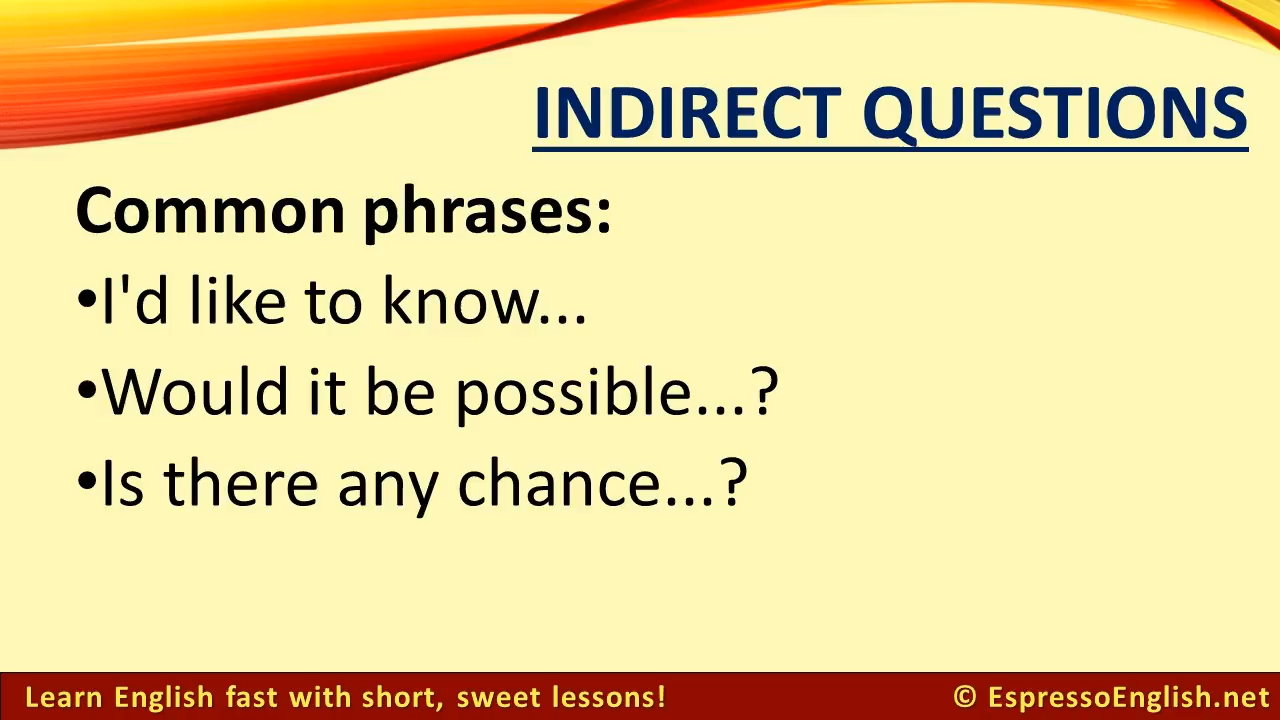 INDIRECT QUESTIONS
Common phrases:
•I'd like to know...
•Would it be possible...?
•Is there any chance...?
Learn English fast with short, sweet lessons!
© EspressoEnglish.net